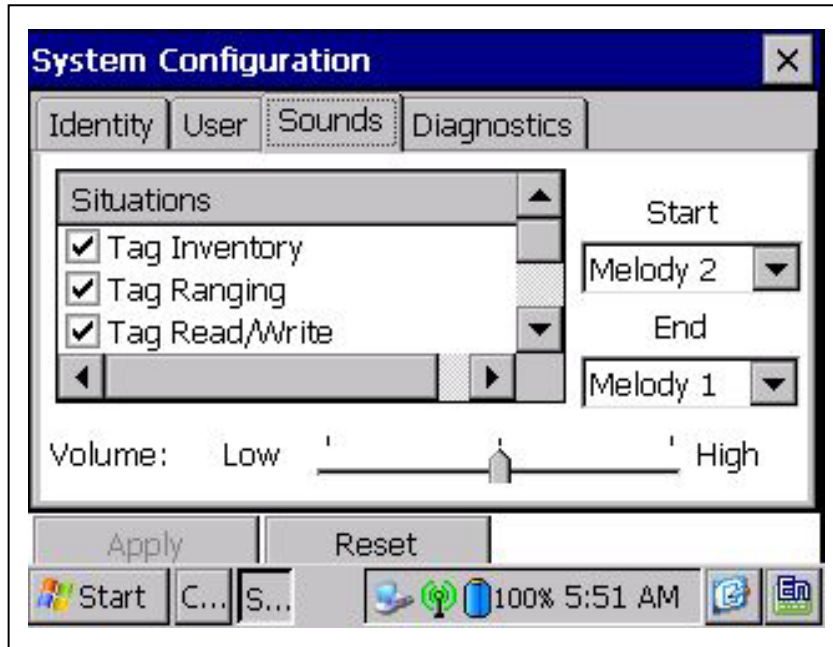 System Configuration
Identity User Sounds Diagnostics
Situations
Tag Inventory
Tag Ranging
Tag Read/Write
Start
Melody 2
End
Melody 1
Volume: Low High
Apply Reset
Start C... S... 100% 5:51 AM En